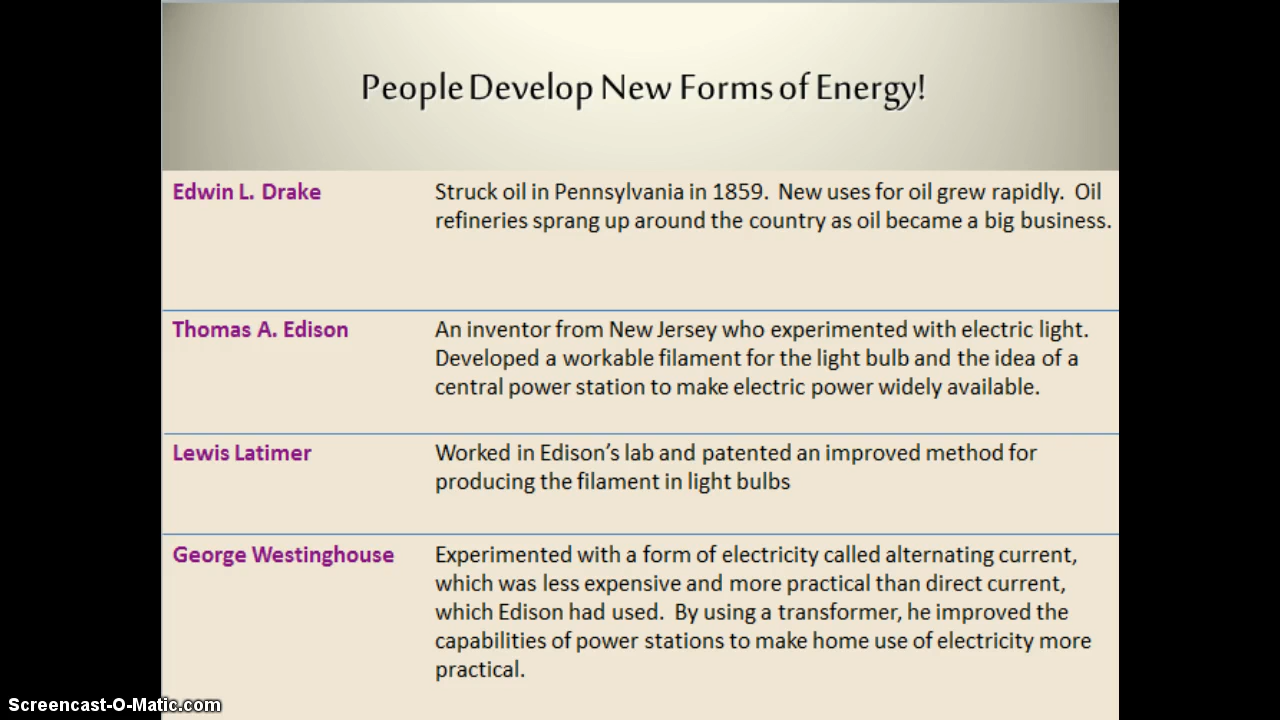 People Develop New Forms of Energy!
Edwin L. Drake
Struck oil in Pennsylvania in 1859.  New uses for oil grew rapidly.  Oil
refineries sprang up around the country as oil became a big business.
Thomas A. Edison
An inventor from New Jersey who experimented with electric light.
Developed a workable filament for the light bulb and the idea of a
central power station to make electric power widely available.
Lewis Latimer
Worked in Edison’s lab and patented an improved method for
producing the filament in light bulbs
George Westinghouse
Experimented with a form of electricity called alternating current,
which was less expensive and more practical than direct current,
which Edison had used.  By using a transformer, he improved the
capabilities of power stations to make home use of electricity more
practical.
Screencast-O-Matic.com